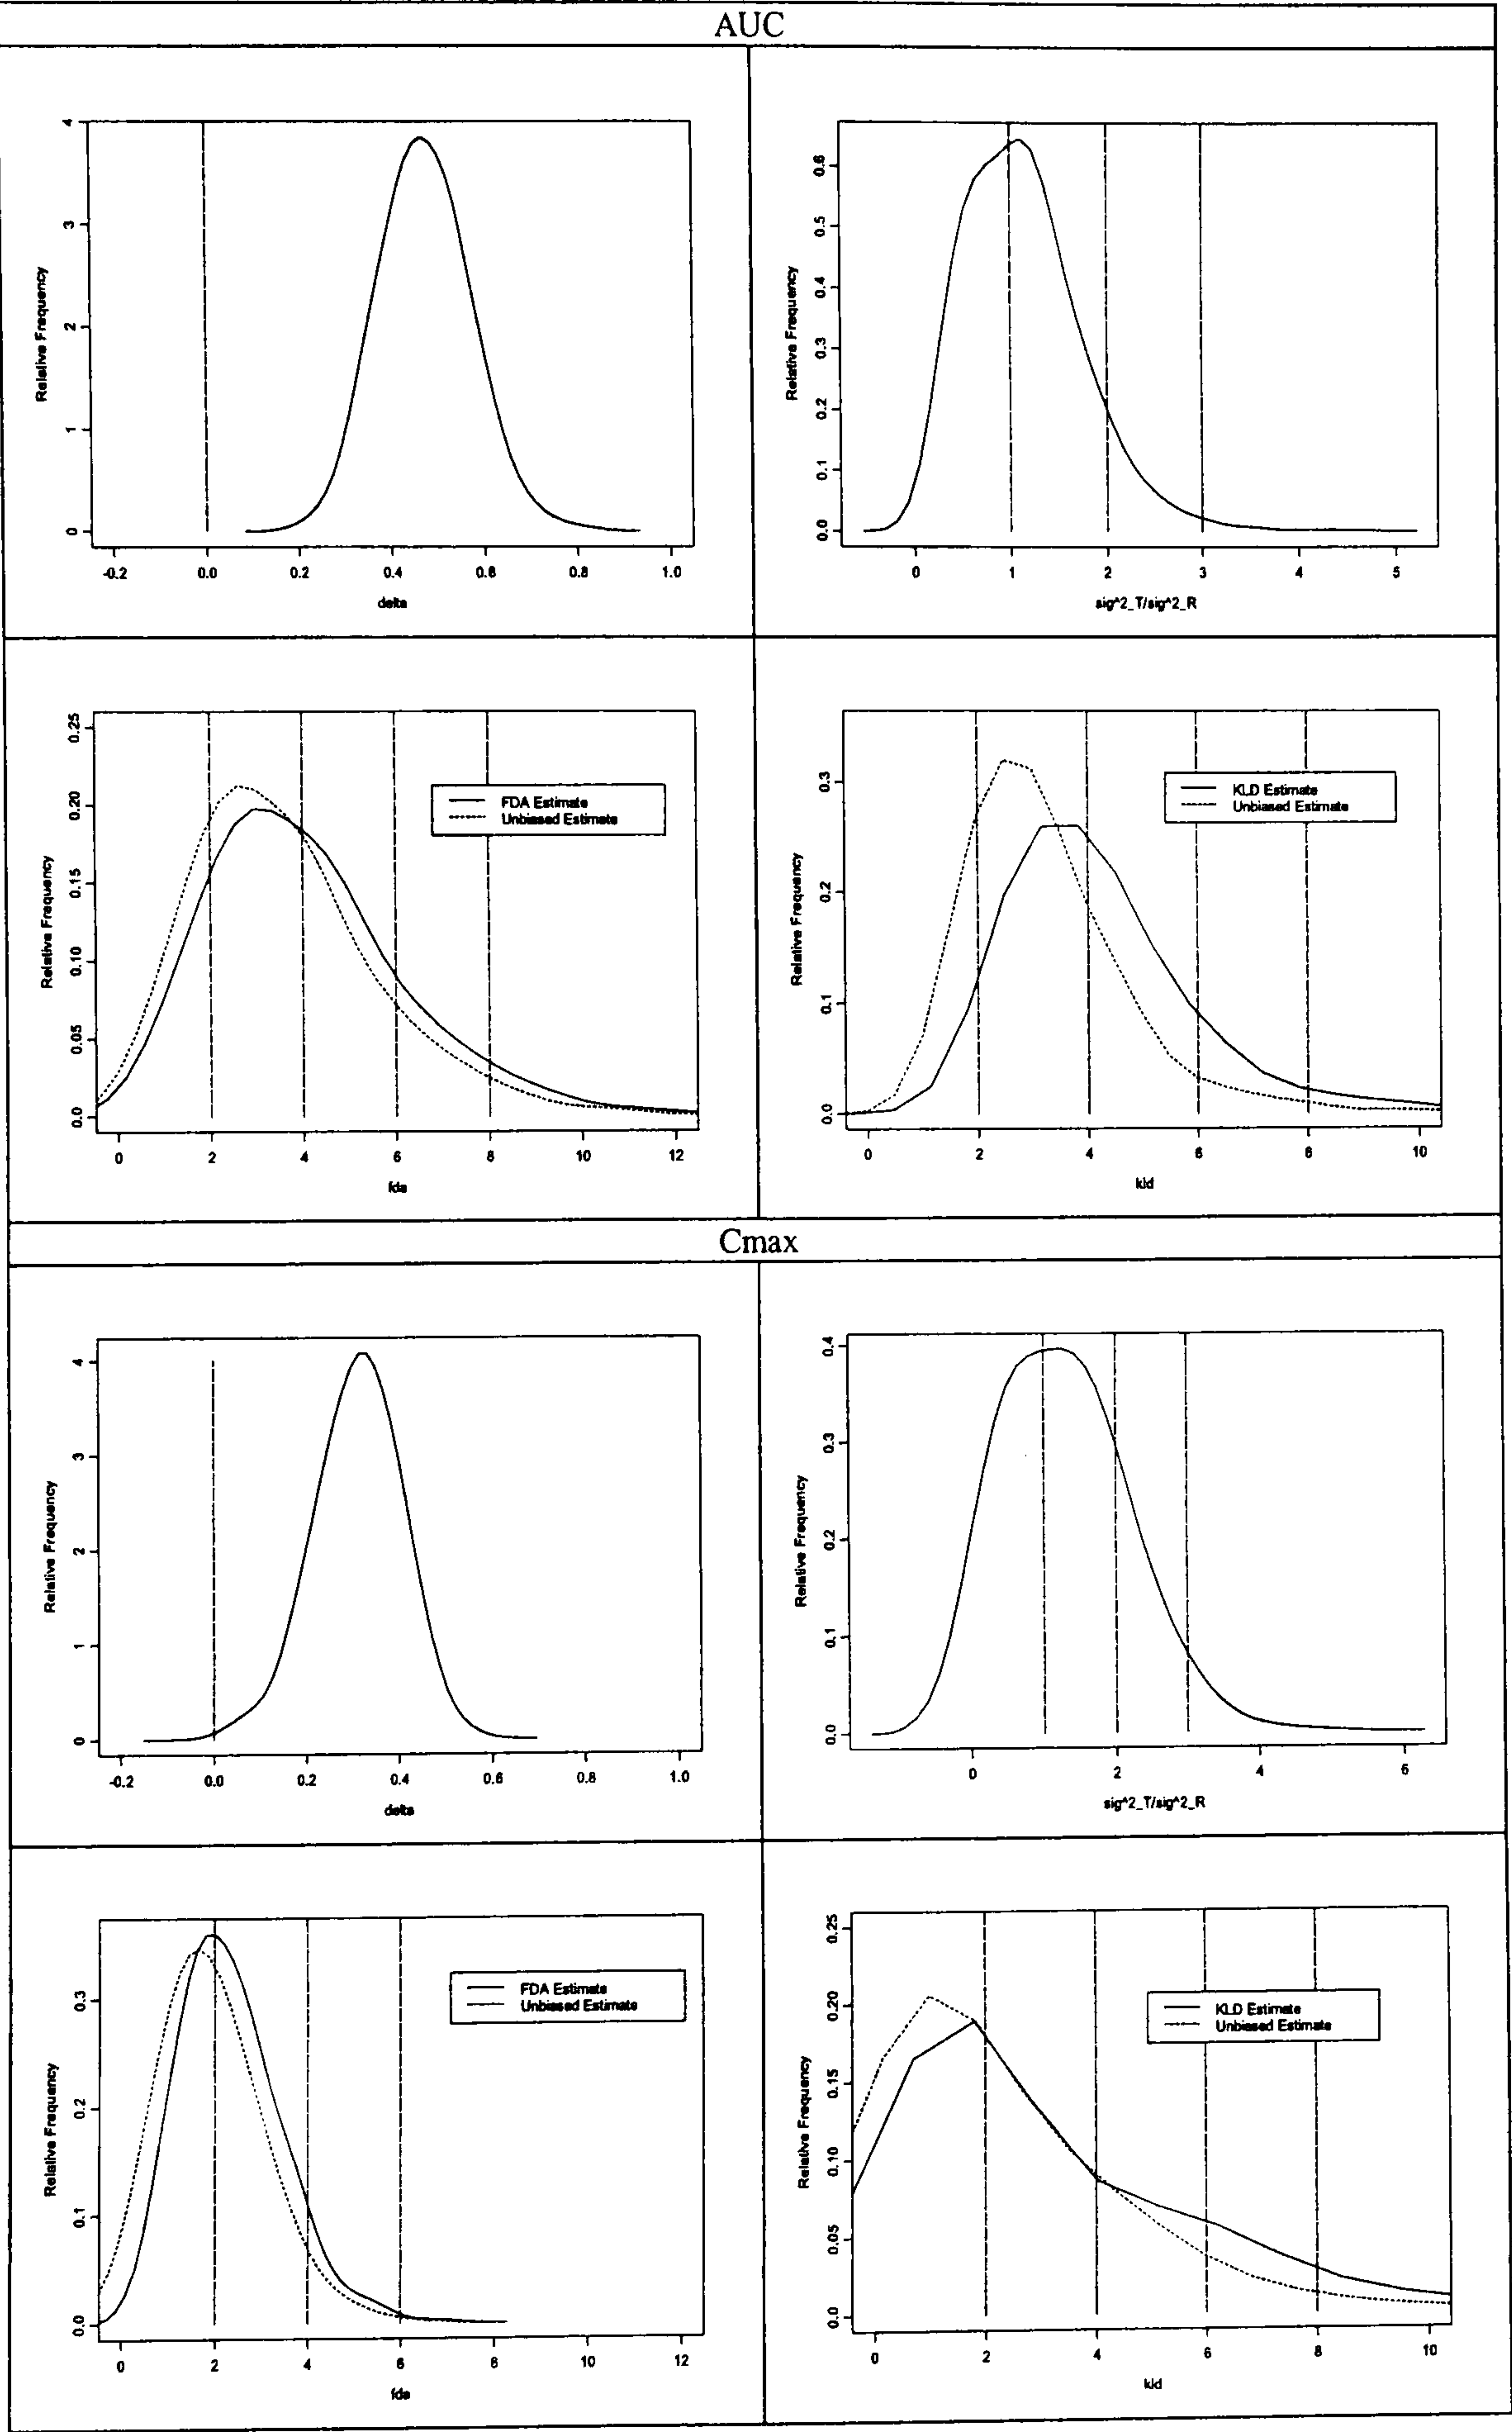 AUC
4
3
2
1
0
Relative Frequency
-0.2 0.0 0.2 0.4 0.6 0.8 1.0
delta
0.6
0.5
0.4
0.3
0.2
0.1
0.0
Relative Frequency
0 1 2 3 4 5
sig^2_T/sig^2_R
0.25
0.20
0.15
0.10
0.05
0.0
Relative Frequency
FDA Estimate
Unbiased Estimate
0 2 4 6 8 10 12
fda
0.3
0.2
0.1
0.0
Relative Frequency
KLD Estimate
Unbiased Estimate
0 2 4 6 8 10
kld
Cmax
4
3
2
1
0
Relative Frequency
-0.2 0.0 0.2 0.4 0.6 0.8 1.0
delta
0.4
0.3
0.2
0.1
0.0
Relative Frequency
0 2 4 6
sig^2_T/sig^2_R
0.3
0.2
0.1
0.0
Relative Frequency
FDA Estimate
Unbiased Estimate
0 2 4 6 8 10 12
fda
0.25
0.20
0.15
0.10
0.05
0.0
Relative Frequency
KLD Estimate
Unbiased Estimate
0 2 4 6 8 10
kld